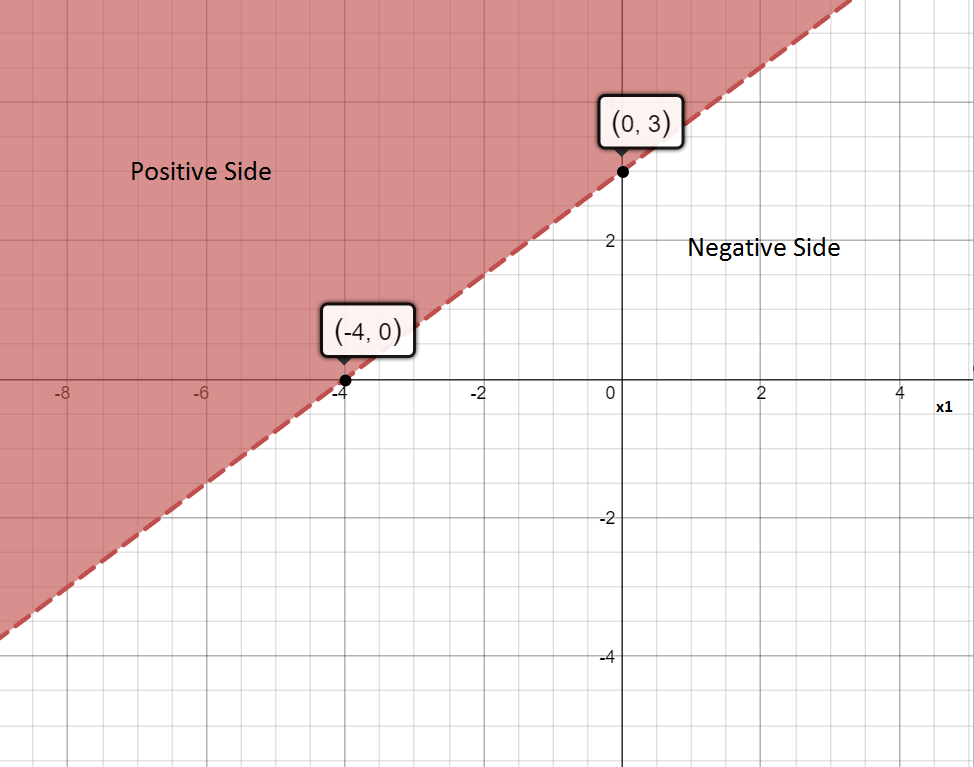 (0, 3)
Positive Side
2
Negative Side
(-4, 0)
-8 -6 -4 -2 0 2 4
x1
-2
-4